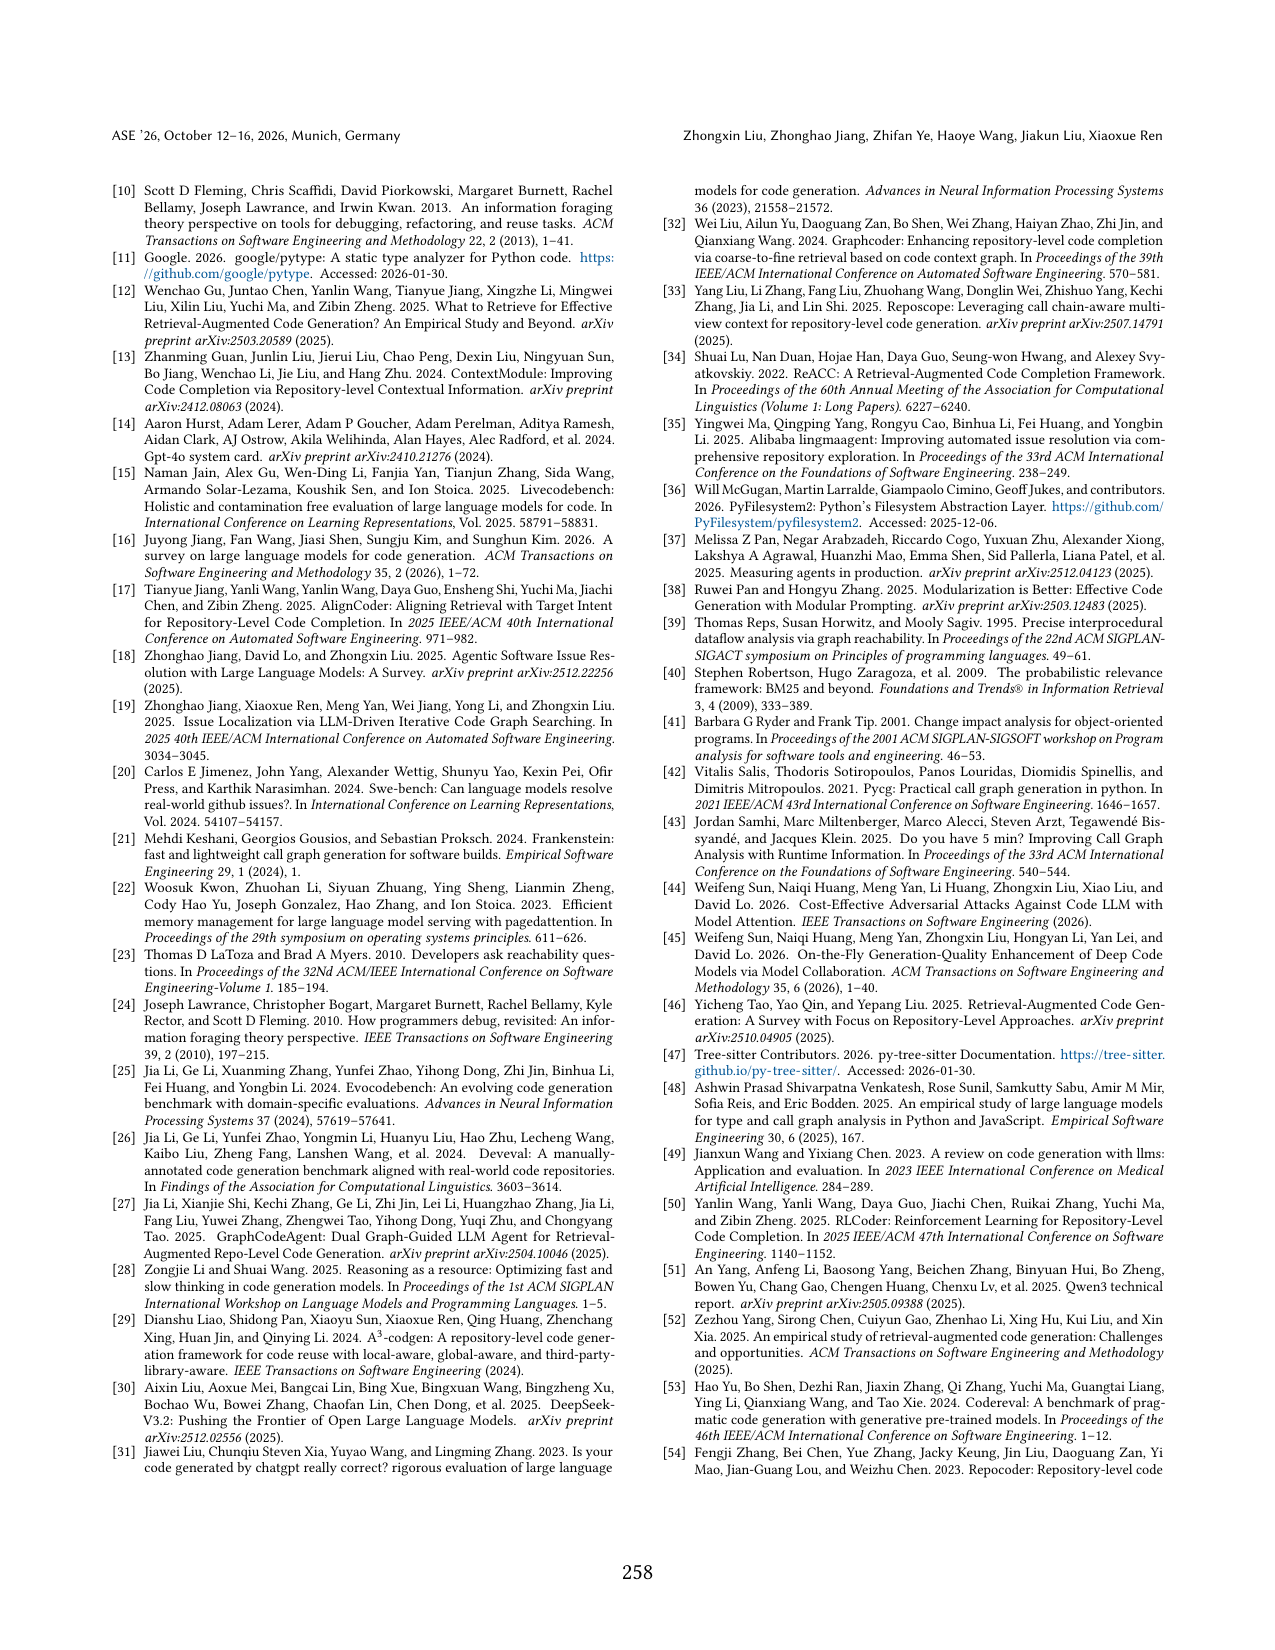 ASE ’26, October 12–16, 2026, Munich, Germany
Zhongxin Liu, Zhonghao Jiang, Zhifan Ye, Haoye Wang, Jiakun Liu, Xiaoxue Ren
[10] Scott D Fleming, Chris Scaffidi, David Piorkowski, Margaret Burnett, Rachel
Bellamy, Joseph Lawrance, and Irwin Kwan. 2013. An information foraging
theory perspective on tools for debugging, refactoring, and reuse tasks. ACM
Transactions on Software Engineering and Methodology 22, 2 (2013), 1–41.
[11] Google. 2026. google/pytype: A static type analyzer for Python code. https:
//github.com/google/pytype. Accessed: 2026-01-30.
[12] Wenchao Gu, Juntao Chen, Yanlin Wang, Tianyue Jiang, Xingzhe Li, Mingwei
Liu, Xilin Liu, Yuchi Ma, and Zibin Zheng. 2025. What to Retrieve for Effective
Retrieval-Augmented Code Generation? An Empirical Study and Beyond. arXiv
preprint arXiv:2503.20589 (2025).
[13] Zhanming Guan, Junlin Liu, Jierui Liu, Chao Peng, Dexin Liu, Ningyuan Sun,
Bo Jiang, Wenchao Li, Jie Liu, and Hang Zhu. 2024. ContextModule: Improving
Code Completion via Repository-level Contextual Information. arXiv preprint
arXiv:2412.08063 (2024).
[14] Aaron Hurst, Adam Lerer, Adam P Goucher, Adam Perelman, Aditya Ramesh,
Aidan Clark, AJ Ostrow, Akila Welihinda, Alan Hayes, Alec Radford, et al. 2024.
Gpt-4o system card. arXiv preprint arXiv:2410.21276 (2024).
[15] Naman Jain, Alex Gu, Wen-Ding Li, Fanjia Yan, Tianjun Zhang, Sida Wang,
Armando Solar-Lezama, Koushik Sen, and Ion Stoica. 2025. Livecodebench:
Holistic and contamination free evaluation of large language models for code. In
International Conference on Learning Representations, Vol. 2025. 58791–58831.
[16] Juyong Jiang, Fan Wang, Jiasi Shen, Sungju Kim, and Sunghun Kim. 2026. A
survey on large language models for code generation. ACM Transactions on
Software Engineering and Methodology 35, 2 (2026), 1–72.
[17] Tianyue Jiang, Yanli Wang, Yanlin Wang, Daya Guo, Ensheng Shi, Yuchi Ma, Jiachi
Chen, and Zibin Zheng. 2025. AlignCoder: Aligning Retrieval with Target Intent
for Repository-Level Code Completion. In 2025 IEEE/ACM 40th International
Conference on Automated Software Engineering. 971–982.
[18] Zhonghao Jiang, David Lo, and Zhongxin Liu. 2025. Agentic Software Issue Res-
olution with Large Language Models: A Survey. arXiv preprint arXiv:2512.22256
(2025).
[19] Zhonghao Jiang, Xiaoxue Ren, Meng Yan, Wei Jiang, Yong Li, and Zhongxin Liu.
2025. Issue Localization via LLM-Driven Iterative Code Graph Searching. In
2025 40th IEEE/ACM International Conference on Automated Software Engineering.
3034–3045.
[20] Carlos E Jimenez, John Yang, Alexander Wettig, Shunyu Yao, Kexin Pei, Ofir
Press, and Karthik Narasimhan. 2024. Swe-bench: Can language models resolve
real-world github issues?. In International Conference on Learning Representations,
Vol. 2024. 54107–54157.
[21] Mehdi Keshani, Georgios Gousios, and Sebastian Proksch. 2024. Frankenstein:
fast and lightweight call graph generation for software builds. Empirical Software
Engineering 29, 1 (2024), 1.
[22] Woosuk Kwon, Zhuohan Li, Siyuan Zhuang, Ying Sheng, Lianmin Zheng,
Cody Hao Yu, Joseph Gonzalez, Hao Zhang, and Ion Stoica. 2023. Efficient
memory management for large language model serving with pagedattention. In
Proceedings of the 29th symposium on operating systems principles. 611–626.
[23] Thomas D LaToza and Brad A Myers. 2010. Developers ask reachability ques-
tions. In Proceedings of the 32Nd ACM/IEEE International Conference on Software
Engineering-Volume 1. 185–194.
[24] Joseph Lawrance, Christopher Bogart, Margaret Burnett, Rachel Bellamy, Kyle
Rector, and Scott D Fleming. 2010. How programmers debug, revisited: An infor-
mation foraging theory perspective. IEEE Transactions on Software Engineering
39, 2 (2010), 197–215.
[25] Jia Li, Ge Li, Xuanming Zhang, Yunfei Zhao, Yihong Dong, Zhi Jin, Binhua Li,
Fei Huang, and Yongbin Li. 2024. Evocodebench: An evolving code generation
benchmark with domain-specific evaluations. Advances in Neural Information
Processing Systems 37 (2024), 57619–57641.
[26] Jia Li, Ge Li, Yunfei Zhao, Yongmin Li, Huanyu Liu, Hao Zhu, Lecheng Wang,
Kaibo Liu, Zheng Fang, Lanshen Wang, et al. 2024. Deveval: A manually-
annotated code generation benchmark aligned with real-world code repositories.
In Findings of the Association for Computational Linguistics. 3603–3614.
[27] Jia Li, Xianjie Shi, Kechi Zhang, Ge Li, Zhi Jin, Lei Li, Huangzhao Zhang, Jia Li,
Fang Liu, Yuwei Zhang, Zhengwei Tao, Yihong Dong, Yuqi Zhu, and Chongyang
Tao. 2025. GraphCodeAgent: Dual Graph-Guided LLM Agent for Retrieval-
Augmented Repo-Level Code Generation. arXiv preprint arXiv:2504.10046 (2025).
[28] Zongjie Li and Shuai Wang. 2025. Reasoning as a resource: Optimizing fast and
slow thinking in code generation models. In Proceedings of the 1st ACM SIGPLAN
International Workshop on Language Models and Programming Languages. 1–5.
[29] Dianshu Liao, Shidong Pan, Xiaoyu Sun, Xiaoxue Ren, Qing Huang, Zhenchang
Xing, Huan Jin, and Qinying Li. 2024. A³-codgen: A repository-level code gener-
ation framework for code reuse with local-aware, global-aware, and third-party-
library-aware. IEEE Transactions on Software Engineering (2024).
[30] Aixin Liu, Aoxue Mei, Bangcai Lin, Bing Xue, Bingxuan Wang, Bingzheng Xu,
Bochao Wu, Bowei Zhang, Chaofan Lin, Chen Dong, et al. 2025. DeepSeek-
V3.2: Pushing the Frontier of Open Large Language Models. arXiv preprint
arXiv:2512.02556 (2025).
[31] Jiawei Liu, Chunqiu Steven Xia, Yuyao Wang, and Lingming Zhang. 2023. Is your
code generated by chatgpt really correct? rigorous evaluation of large language
models for code generation. Advances in Neural Information Processing Systems
36 (2023), 21558–21572.
[32] Wei Liu, Ailun Yu, Daoguang Zan, Bo Shen, Wei Zhang, Haiyan Zhao, Zhi Jin, and
Qianxiang Wang. 2024. Graphcoder: Enhancing repository-level code completion
via coarse-to-fine retrieval based on code context graph. In Proceedings of the 39th
IEEE/ACM International Conference on Automated Software Engineering. 570–581.
[33] Yang Liu, Li Zhang, Fang Liu, Zhuohang Wang, Donglin Wei, Zhishuo Yang, Kechi
Zhang, Jia Li, and Lin Shi. 2025. Reposcope: Leveraging call chain-aware multi-
view context for repository-level code generation. arXiv preprint arXiv:2507.14791
(2025).
[34] Shuai Lu, Nan Duan, Hojae Han, Daya Guo, Seung-won Hwang, and Alexey Svy-
atkovskiy. 2022. ReACC: A Retrieval-Augmented Code Completion Framework.
In Proceedings of the 60th Annual Meeting of the Association for Computational
Linguistics (Volume 1: Long Papers). 6227–6240.
[35] Yingwei Ma, Qingping Yang, Rongyu Cao, Binhua Li, Fei Huang, and Yongbin
Li. 2025. Alibaba lingmaagent: Improving automated issue resolution via com-
prehensive repository exploration. In Proceedings of the 33rd ACM International
Conference on the Foundations of Software Engineering. 238–249.
[36] Will McGugan, Martin Larralde, Giampaolo Cimino, Geoff Jukes, and contributors.
2026. PyFilesystem2: Python’s Filesystem Abstraction Layer. https://github.com/
PyFilesystem/pyfilesystem2. Accessed: 2025-12-06.
[37] Melissa Z Pan, Negar Arabzadeh, Riccardo Cogo, Yuxuan Zhu, Alexander Xiong,
Lakshya A Agrawal, Huanzhi Mao, Emma Shen, Sid Pallerla, Liana Patel, et al.
2025. Measuring agents in production. arXiv preprint arXiv:2512.04123 (2025).
[38] Ruwei Pan and Hongyu Zhang. 2025. Modularization is Better: Effective Code
Generation with Modular Prompting. arXiv preprint arXiv:2503.12483 (2025).
[39] Thomas Reps, Susan Horwitz, and Mooly Sagiv. 1995. Precise interprocedural
dataflow analysis via graph reachability. In Proceedings of the 22nd ACM SIGPLAN-
SIGACT symposium on Principles of programming languages. 49–61.
[40] Stephen Robertson, Hugo Zaragoza, et al. 2009. The probabilistic relevance
framework: BM25 and beyond. Foundations and Trends® in Information Retrieval
3, 4 (2009), 333–389.
[41] Barbara G Ryder and Frank Tip. 2001. Change impact analysis for object-oriented
programs. In Proceedings of the 2001 ACM SIGPLAN-SIGSOFT workshop on Program
analysis for software tools and engineering. 46–53.
[42] Vitalis Salis, Thodoris Sotiropoulos, Panos Louridas, Diomidis Spinellis, and
Dimitris Mitropoulos. 2021. Pycg: Practical call graph generation in python. In
2021 IEEE/ACM 43rd International Conference on Software Engineering. 1646–1657.
[43] Jordan Samhi, Marc Miltenberger, Marco Alecci, Steven Arzt, Tegawendé Bis-
syandé, and Jacques Klein. 2025. Do you have 5 min? Improving Call Graph
Analysis with Runtime Information. In Proceedings of the 33rd ACM International
Conference on the Foundations of Software Engineering. 540–544.
[44] Weifeng Sun, Naiqi Huang, Meng Yan, Li Huang, Zhongxin Liu, Xiao Liu, and
David Lo. 2026. Cost-Effective Adversarial Attacks Against Code LLM with
Model Attention. IEEE Transactions on Software Engineering (2026).
[45] Weifeng Sun, Naiqi Huang, Meng Yan, Zhongxin Liu, Hongyan Li, Yan Lei, and
David Lo. 2026. On-the-Fly Generation-Quality Enhancement of Deep Code
Models via Model Collaboration. ACM Transactions on Software Engineering and
Methodology 35, 6 (2026), 1–40.
[46] Yicheng Tao, Yao Qin, and Yepang Liu. 2025. Retrieval-Augmented Code Gen-
eration: A Survey with Focus on Repository-Level Approaches. arXiv preprint
arXiv:2510.04905 (2025).
[47] Tree-sitter Contributors. 2026. py-tree-sitter Documentation. https://tree-sitter.
github.io/py-tree-sitter/. Accessed: 2026-01-30.
[48] Ashwin Prasad Shivarpatna Venkatesh, Rose Sunil, Samkutty Sabu, Amir M Mir,
Sofia Reis, and Eric Bodden. 2025. An empirical study of large language models
for type and call graph analysis in Python and JavaScript. Empirical Software
Engineering 30, 6 (2025), 167.
[49] Jianxun Wang and Yixiang Chen. 2023. A review on code generation with llms:
Application and evaluation. In 2023 IEEE International Conference on Medical
Artificial Intelligence. 284–289.
[50] Yanlin Wang, Yanli Wang, Daya Guo, Jiachi Chen, Ruikai Zhang, Yuchi Ma,
and Zibin Zheng. 2025. RLCoder: Reinforcement Learning for Repository-Level
Code Completion. In 2025 IEEE/ACM 47th International Conference on Software
Engineering. 1140–1152.
[51] An Yang, Anfeng Li, Baosong Yang, Beichen Zhang, Binyuan Hui, Bo Zheng,
Bowen Yu, Chang Gao, Chengen Huang, Chenxu Lv, et al. 2025. Qwen3 technical
report. arXiv preprint arXiv:2505.09388 (2025).
[52] Zezhou Yang, Sirong Chen, Cuiyun Gao, Zhenhao Li, Xing Hu, Kui Liu, and Xin
Xia. 2025. An empirical study of retrieval-augmented code generation: Challenges
and opportunities. ACM Transactions on Software Engineering and Methodology
(2025).
[53] Hao Yu, Bo Shen, Dezhi Ran, Jiaxin Zhang, Qi Zhang, Yuchi Ma, Guangtai Liang,
Ying Li, Qianxiang Wang, and Tao Xie. 2024. Codereval: A benchmark of prag-
matic code generation with generative pre-trained models. In Proceedings of the
46th IEEE/ACM International Conference on Software Engineering. 1–12.
[54] Fengji Zhang, Bei Chen, Yue Zhang, Jacky Keung, Jin Liu, Daoguang Zan, Yi
Mao, Jian-Guang Lou, and Weizhu Chen. 2023. Repocoder: Repository-level code
258